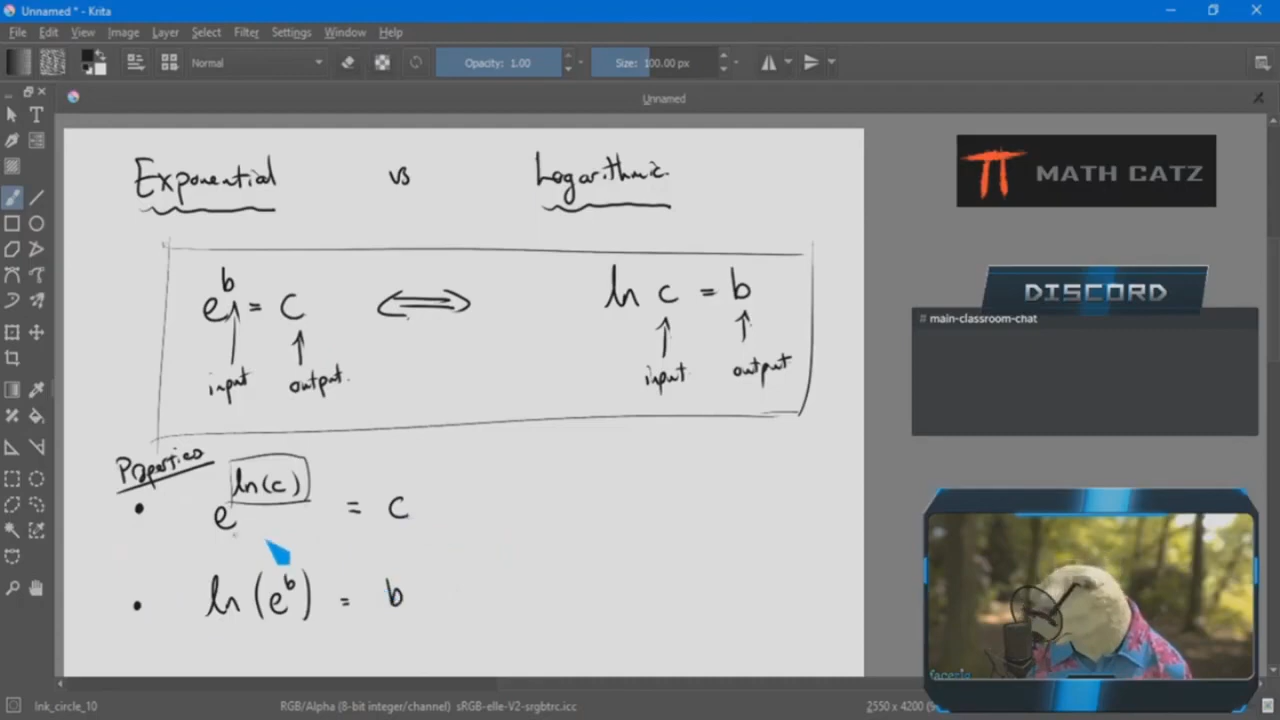 Unnamed * - Krita
File Edit View Image Layer Select Filter Settings Window Help
Normal Opacity: 1.00 Size: 100.00 px
Unnamed
Exponential vs Logarithmic
e^b = c ⟺ ln c = b
input output input output
Properties
• e^ln(c) = c
• ln(e^b) = b
π MATH CATZ
DISCORD
# main-classroom-chat
facerig
Ink_circle_10 RGB/Alpha (8-bit integer/channel) sRGB-elle-V2-srgbtrc.icc 2550 x 4200